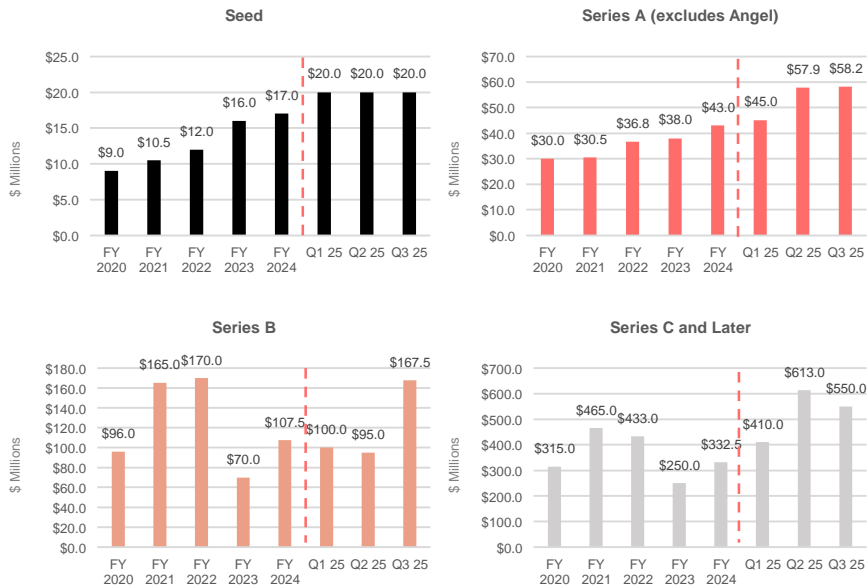 Seed
$ Millions
$25.0
$20.0
$15.0
$10.0
$5.0
$0.0
$9.0
$10.5
$12.0
$16.0
$17.0
$20.0
$20.0
$20.0
FY 2020
FY 2021
FY 2022
FY 2023
FY 2024
Q1 25
Q2 25
Q3 25
Series A (excludes Angel)
$ Millions
$70.0
$60.0
$50.0
$40.0
$30.0
$20.0
$10.0
$0.0
$30.0
$30.5
$36.8
$38.0
$43.0
$45.0
$57.9
$58.2
FY 2020
FY 2021
FY 2022
FY 2023
FY 2024
Q1 25
Q2 25
Q3 25
Series B
$ Millions
$180.0
$160.0
$140.0
$120.0
$100.0
$80.0
$60.0
$40.0
$20.0
$0.0
$96.0
$165.0
$170.0
$70.0
$107.5
$100.0
$95.0
$167.5
FY 2020
FY 2021
FY 2022
FY 2023
FY 2024
Q1 25
Q2 25
Q3 25
Series C and Later
$ Millions
$700.0
$600.0
$500.0
$400.0
$300.0
$200.0
$100.0
$0.0
$315.0
$465.0
$433.0
$250.0
$332.5
$410.0
$613.0
$550.0
FY 2020
FY 2021
FY 2022
FY 2023
FY 2024
Q1 25
Q2 25
Q3 25